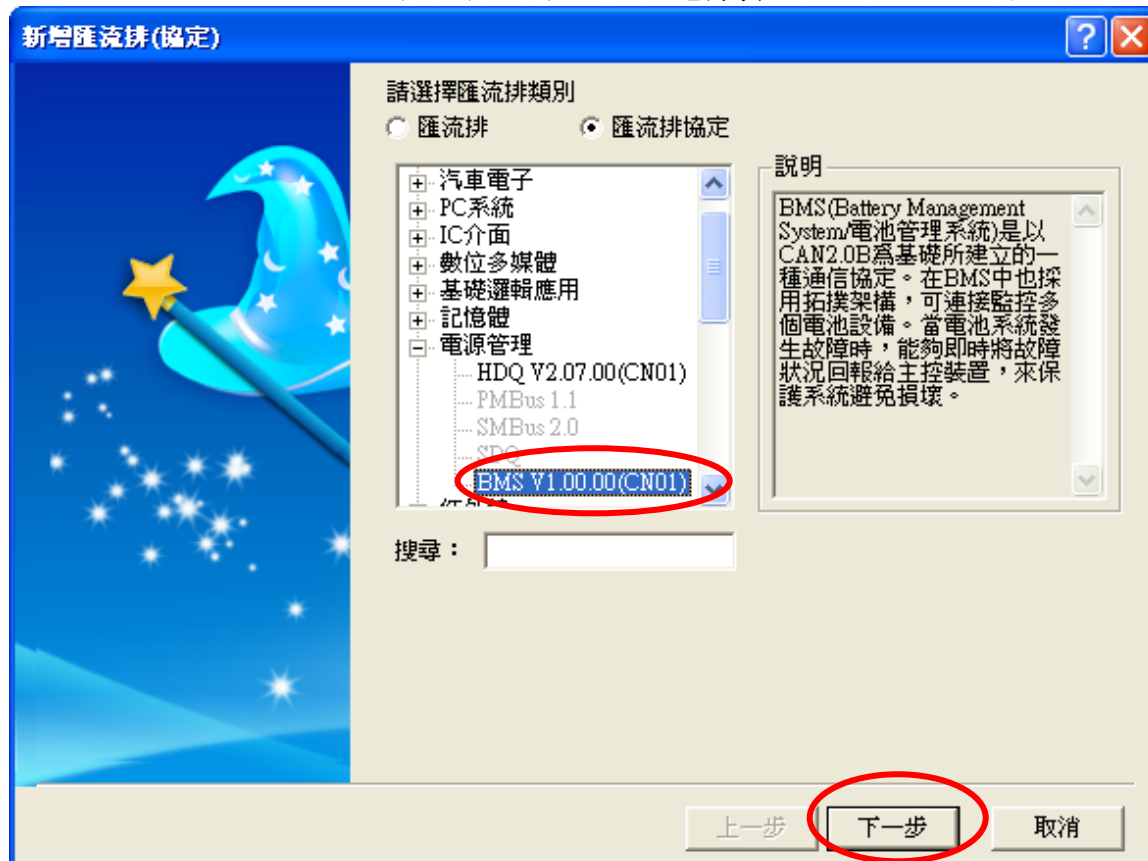 新增匯流排(協定)
請選擇匯流排類別
匯流排
匯流排協定
汽車電子
PC系統
IC介面
數位多媒體
基礎邏輯應用
記憶體
電源管理
HDQ V2.07.00(CN01)
PMBus 1.1
SMBus 2.0
SDQ
BMS V1.00.00(CN01)
說明
BMS(Battery Management
System/電池管理系統)是以
CAN2.0B為基礎所建立的一
種通信協定。在BMS中也採
用拓撲架構，可連接監控多
個電池設備。當電池系統發
生故障時，能夠即時將故障
狀況回報給主控裝置，來保
護系統避免損壞。
搜尋：
上一步
下一步
取消